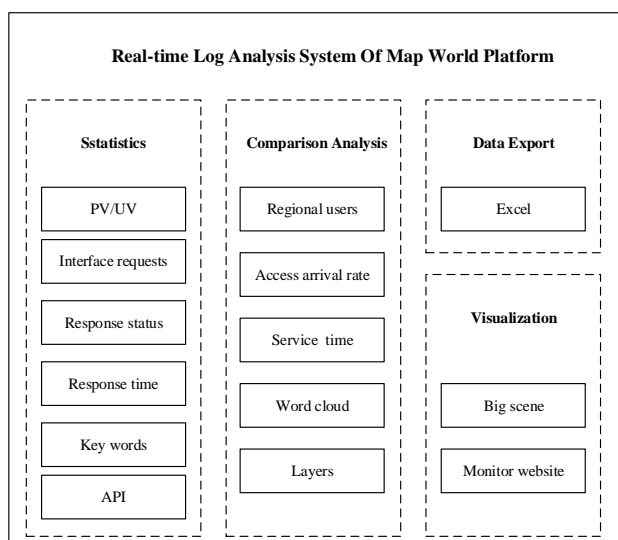 Real-time Log Analysis System Of Map World Platform
Sstatistics
PV/UV
Interface requests
Response status
Response time
Key words
API
Comparison Analysis
Regional users
Access arrival rate
Service time
Word cloud
Layers
Data Export
Excel
Visualization
Big scene
Monitor website